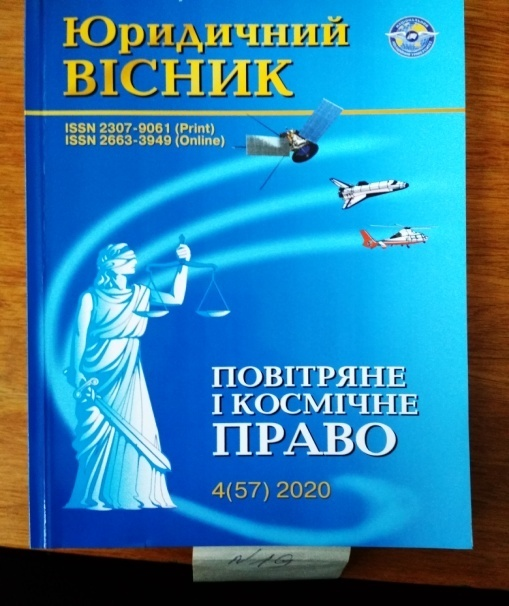 Юридичний
ВІСНИК
ISSN 2307-9061 (Print)
ISSN 2663-3949 (Online)
ПОВІТРЯНЕ
І КОСМІЧНЕ
ПРАВО
4(57) 2020